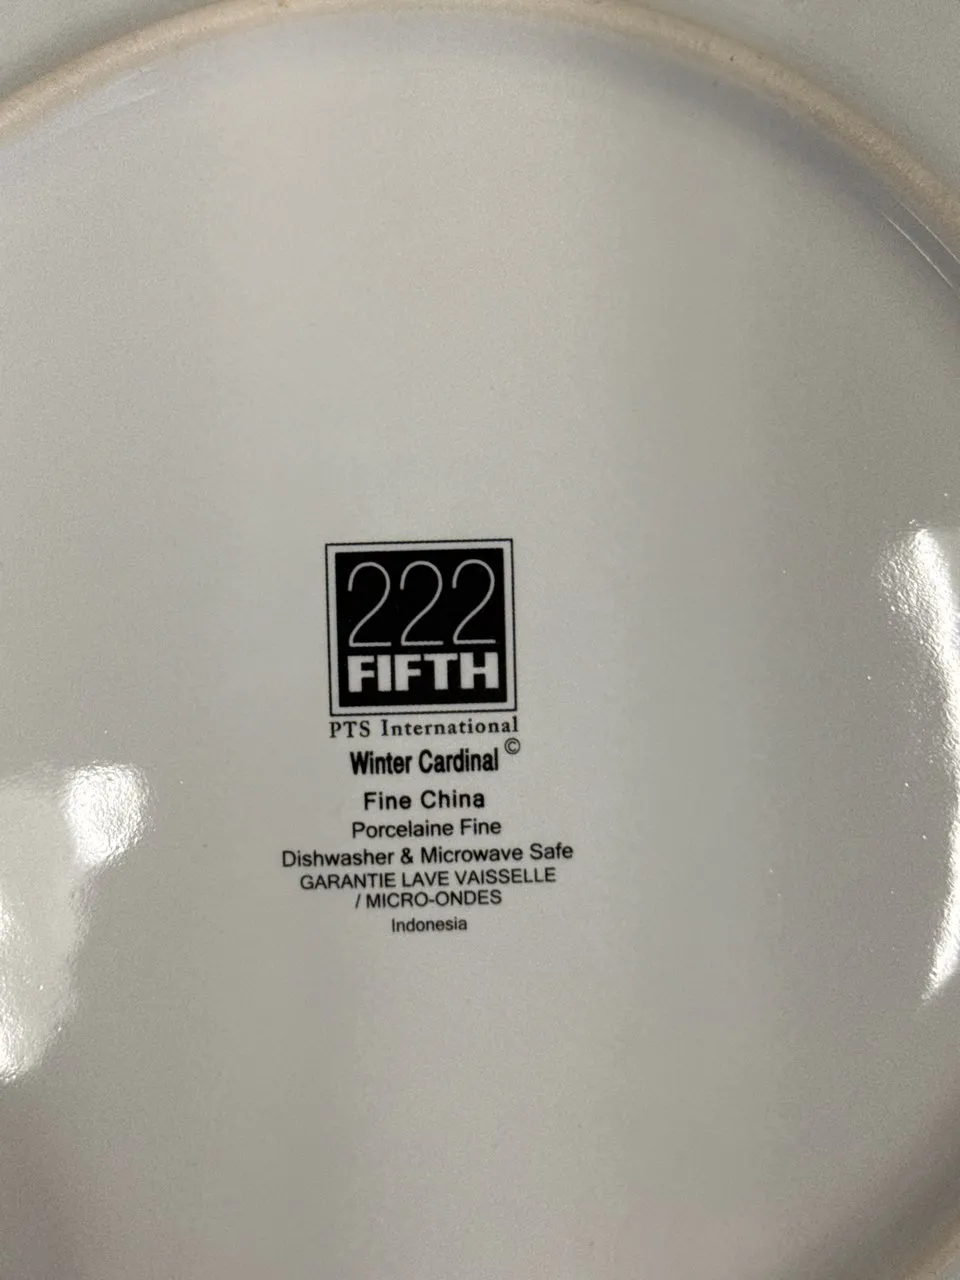 222
FIFTH
PTS International
Winter Cardinal ©
Fine China
Porcelaine Fine
Dishwasher & Microwave Safe
GARANTIE LAVE VAISSELLE
/ MICRO-ONDES
Indonesia